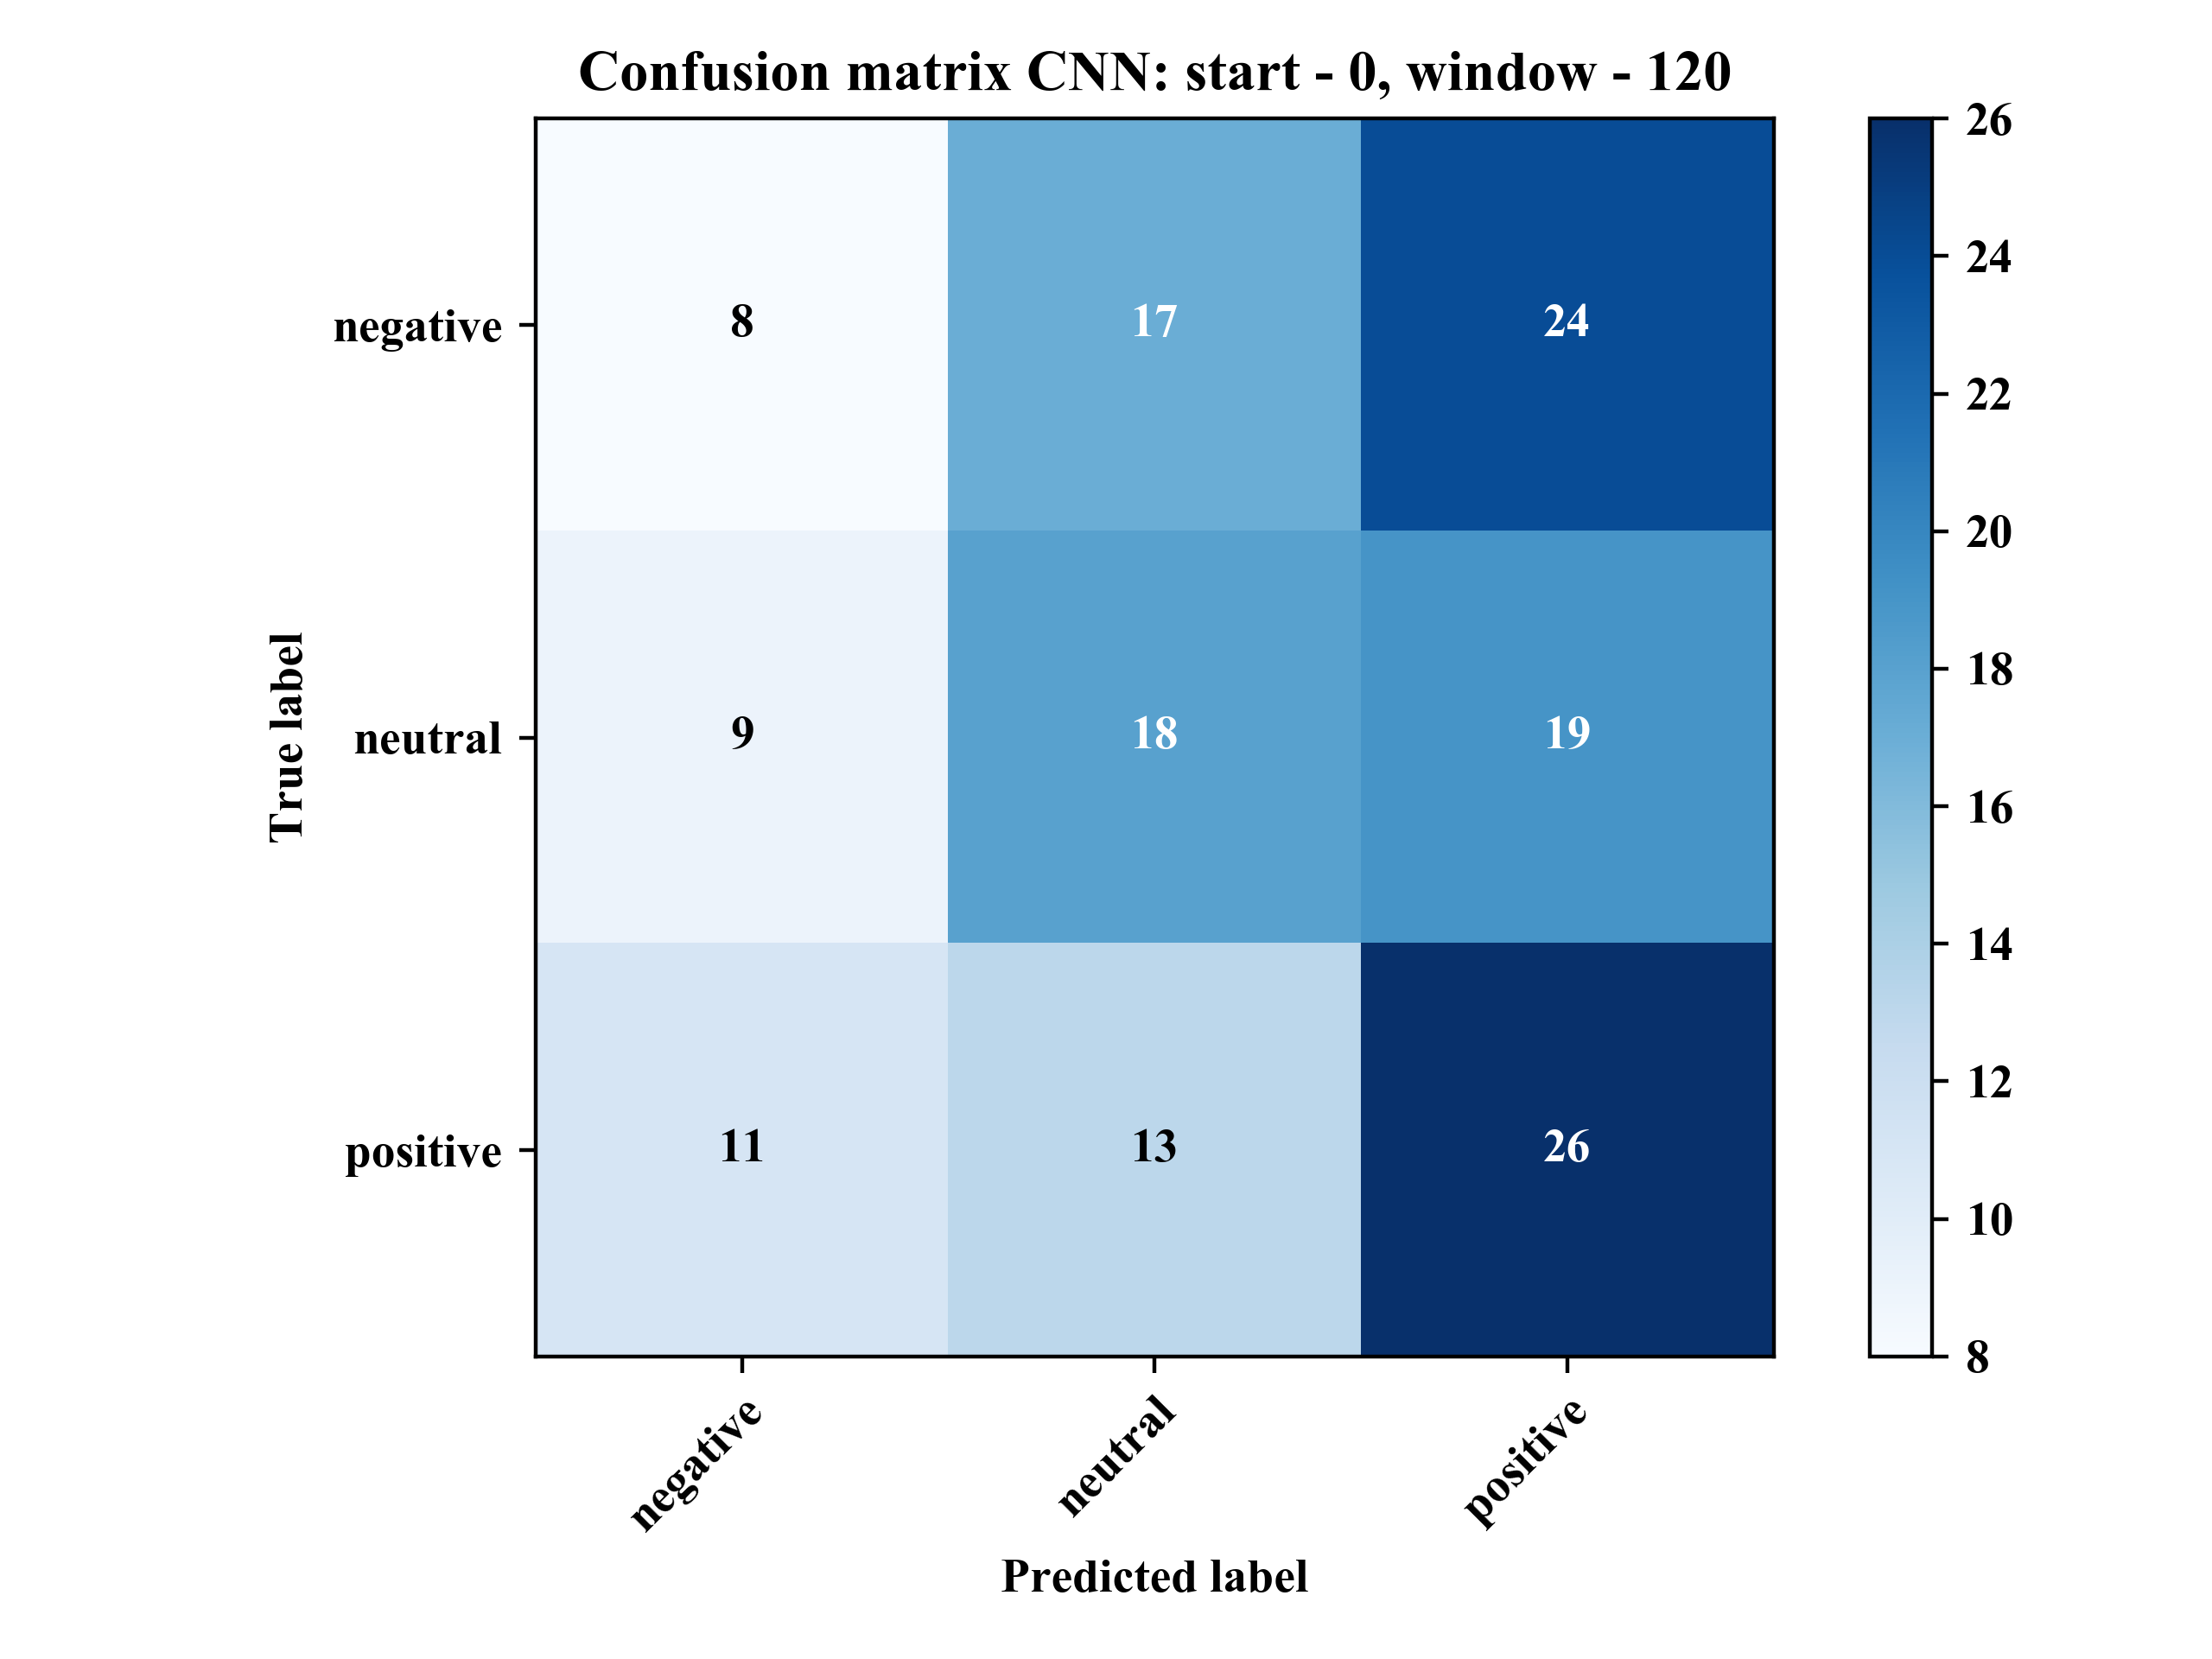 Confusion matrix CNN: start - 0, window - 120
True label
negative
neutral
positive
8 17 24
9 18 19
11 13 26
negative neutral positive
Predicted label
26
24
22
20
18
16
14
12
10
8